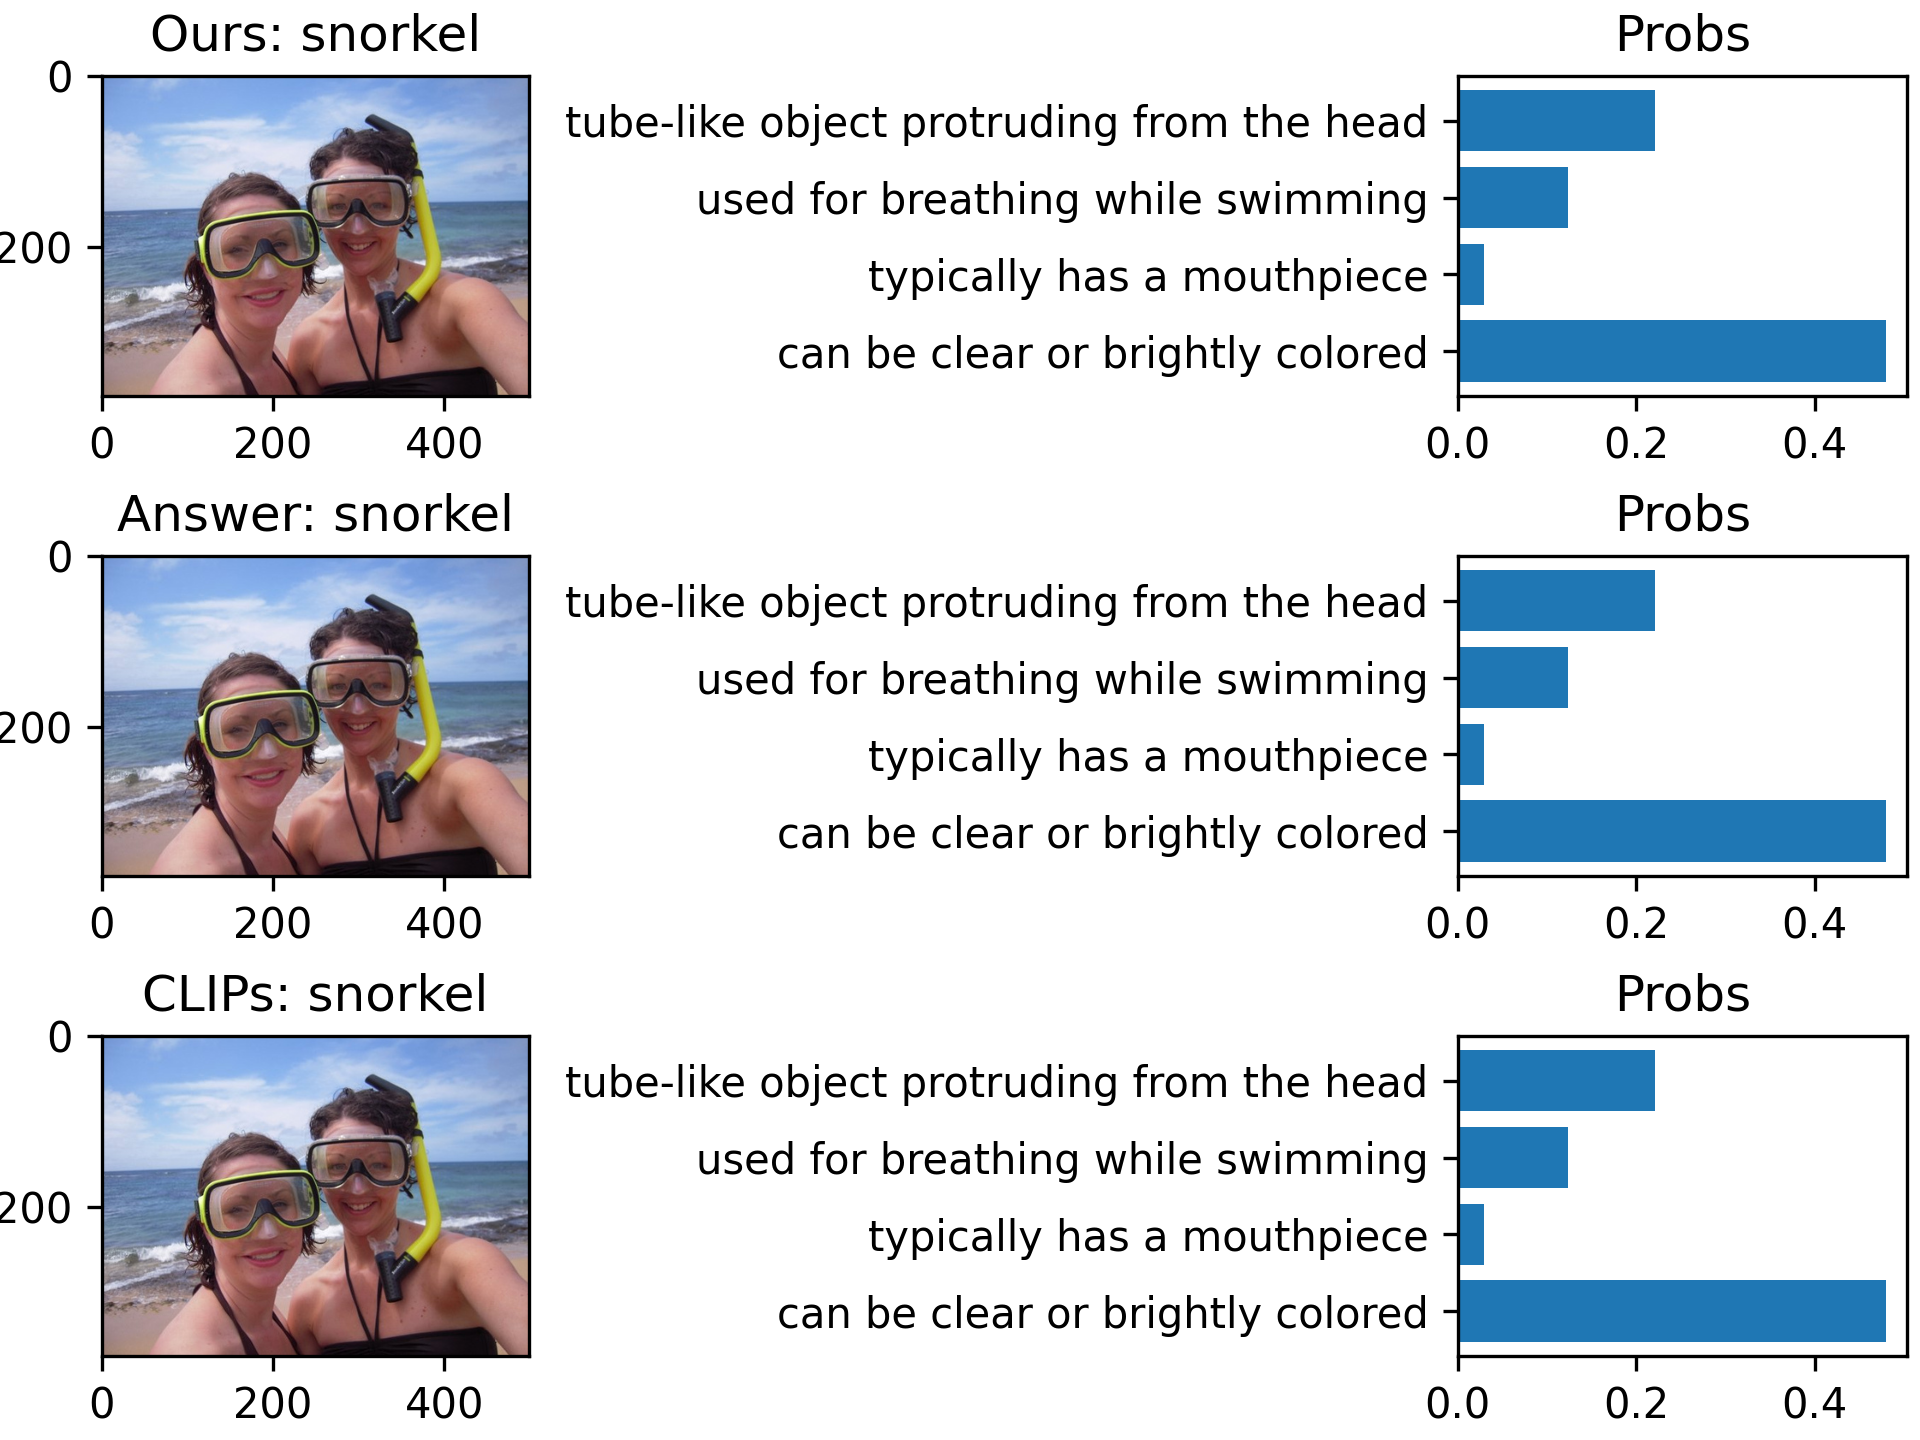 Ours: snorkel
Probs
0
200
0 200 400
tube-like object protruding from the head
used for breathing while swimming
typically has a mouthpiece
can be clear or brightly colored
0.0 0.2 0.4
Answer: snorkel
Probs
0
200
0 200 400
tube-like object protruding from the head
used for breathing while swimming
typically has a mouthpiece
can be clear or brightly colored
0.0 0.2 0.4
CLIPs: snorkel
Probs
0
200
0 200 400
tube-like object protruding from the head
used for breathing while swimming
typically has a mouthpiece
can be clear or brightly colored
0.0 0.2 0.4